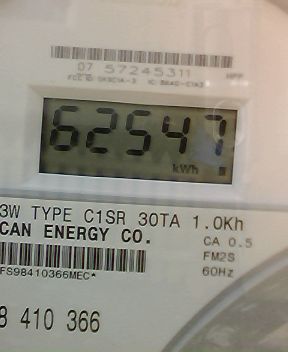 07 57245311
62547
kWh
3W TYPE C1SR 30TA 1.0Kh
CAN ENERGY CO.
CA 0.5
FM2S
60Hz
FS98410366MEC*
8 410 366